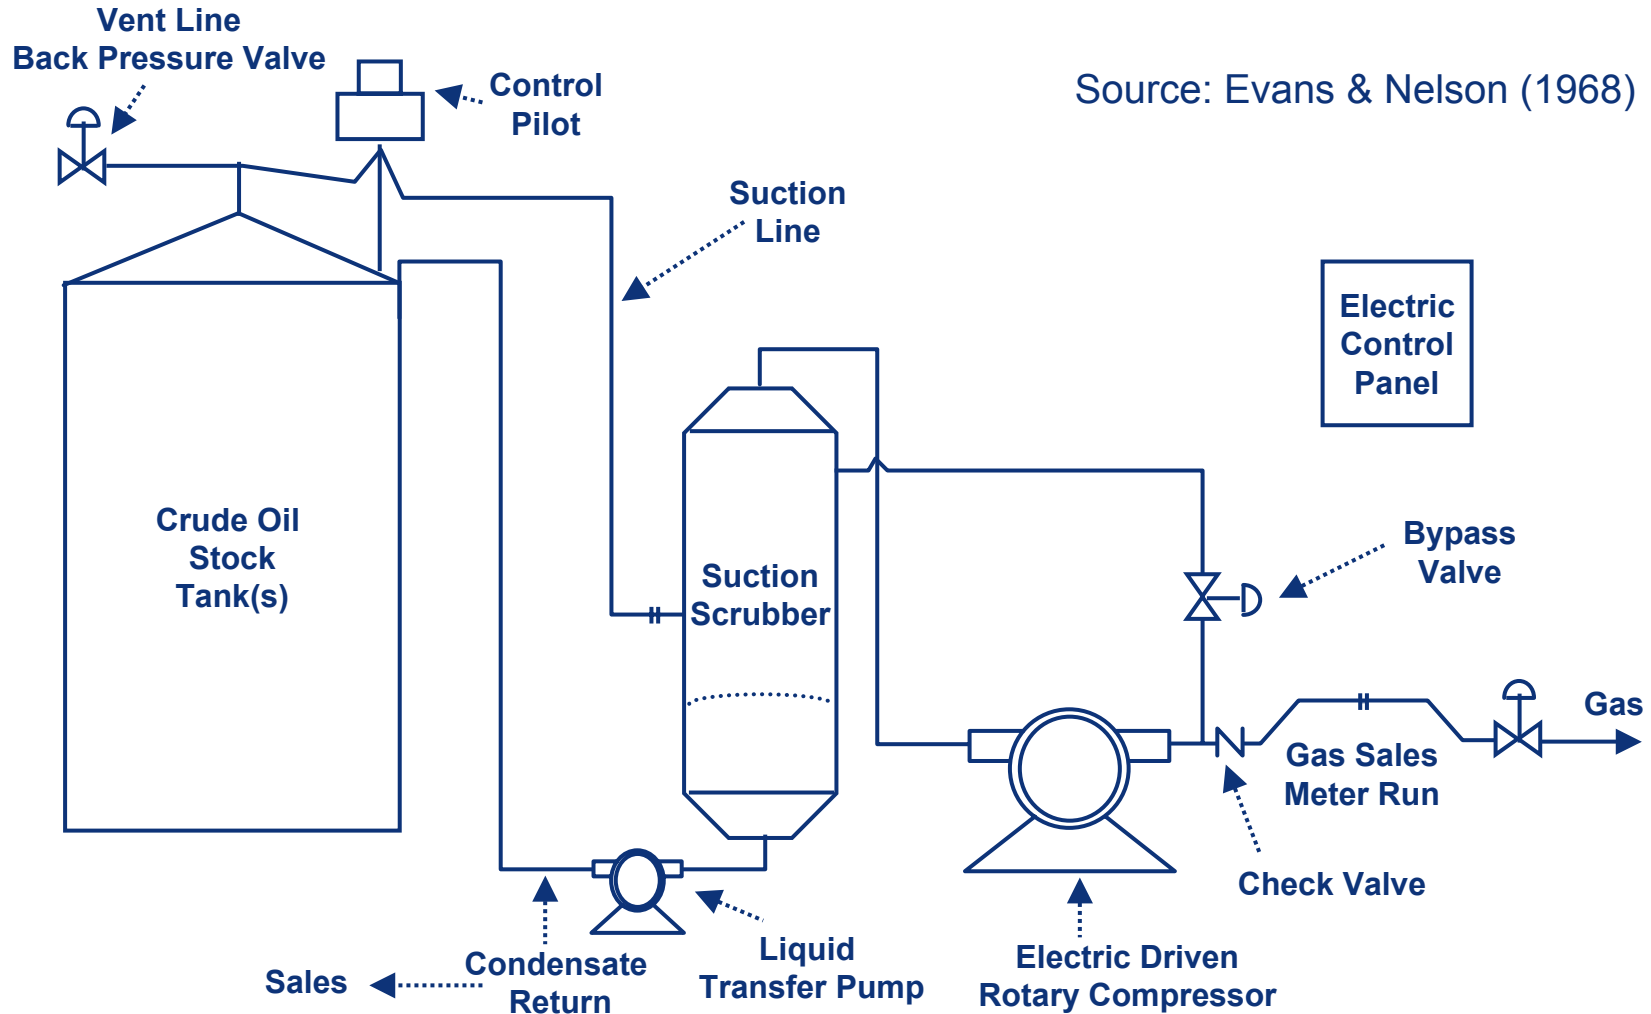 Vent Line
Back Pressure Valve
Control
Pilot
Source: Evans & Nelson (1968)
Suction
Line
Electric
Control
Panel
Crude Oil
Stock
Tank(s)
Suction
Scrubber
Bypass
Valve
Gas
Gas Sales
Meter Run
Check Valve
Liquid
Transfer Pump
Electric Driven
Rotary Compressor
Condensate
Return
Sales